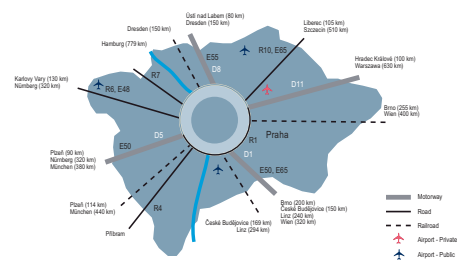 Ústí nad Labem (80 km)
Dresden (150 km)
Dresden (150 km)
Liberec (105 km)
Szczecin (510 km)
Hamburg (779 km)
E55
R10, E65
D8
Hradec Králové (100 km)
Warszawa (630 km)
R7
Karlovy Vary (130 km)
Nürnberg (320 km)
R6, E48
D11
Brno (255 km)
Wien (400 km)
D5
R1
Praha
E50
D1
Plzeň (90 km)
Nürnberg (320 km)
München (380 km)
E50, E65
Plzeň (114 km)
München (440 km)
R4
Brno (200 km)
České Budějovice (150 km)
Linz (240 km)
Wien (320 km)
České Budějovice (169 km)
Linz (294 km)
Příbram
Motorway
Road
Railroad
Airport - Private
Airport - Public